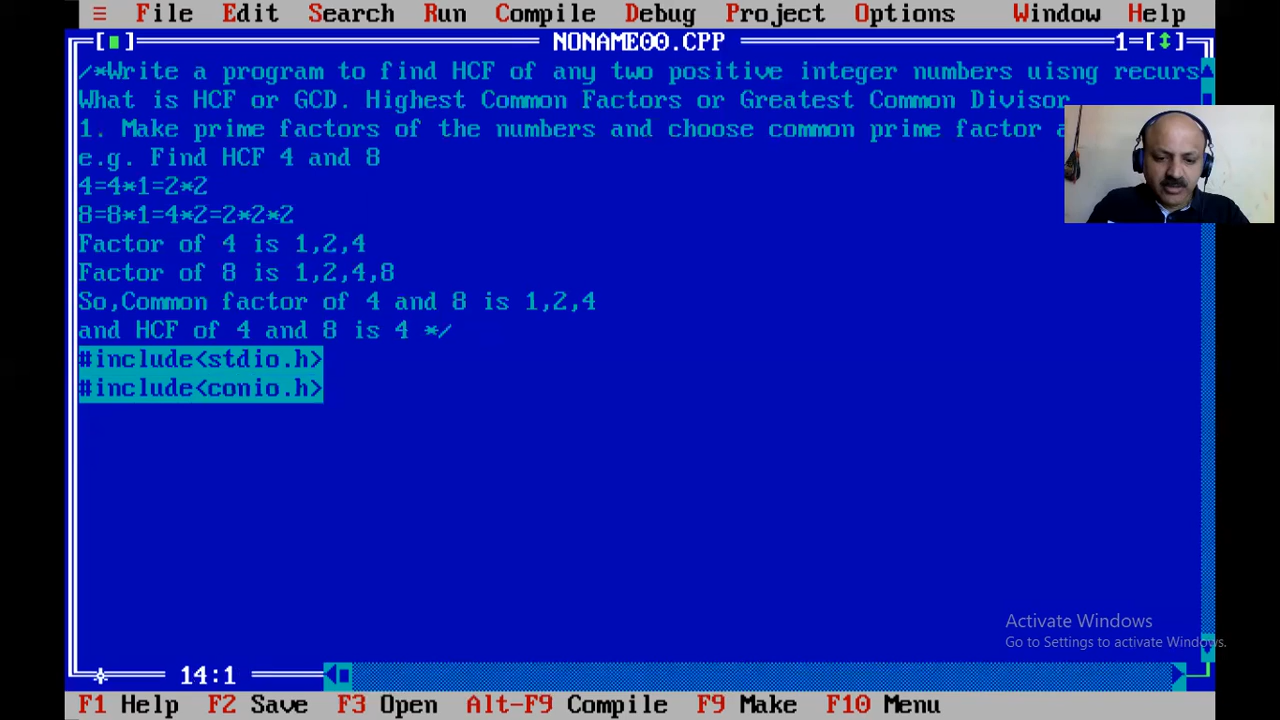 ≡ File Edit Search Run Compile Debug Project Options Window Help
[■] NONAME00.CPP 1=[↕]
/*Write a program to find HCF of any two positive integer numbers uisng recurs
What is HCF or GCD. Highest Common Factors or Greatest Common Divisor
1. Make prime factors of the numbers and choose common prime factor a
e.g. Find HCF 4 and 8
4=4*1=2*2
8=8*1=4*2=2*2*2
Factor of 4 is 1,2,4
Factor of 8 is 1,2,4,8
So,Common factor of 4 and 8 is 1,2,4
and HCF of 4 and 8 is 4 */
#include<stdio.h>
#include<conio.h>
Activate Windows
Go to Settings to activate Windows.
14:1
F1 Help F2 Save F3 Open Alt-F9 Compile F9 Make F10 Menu